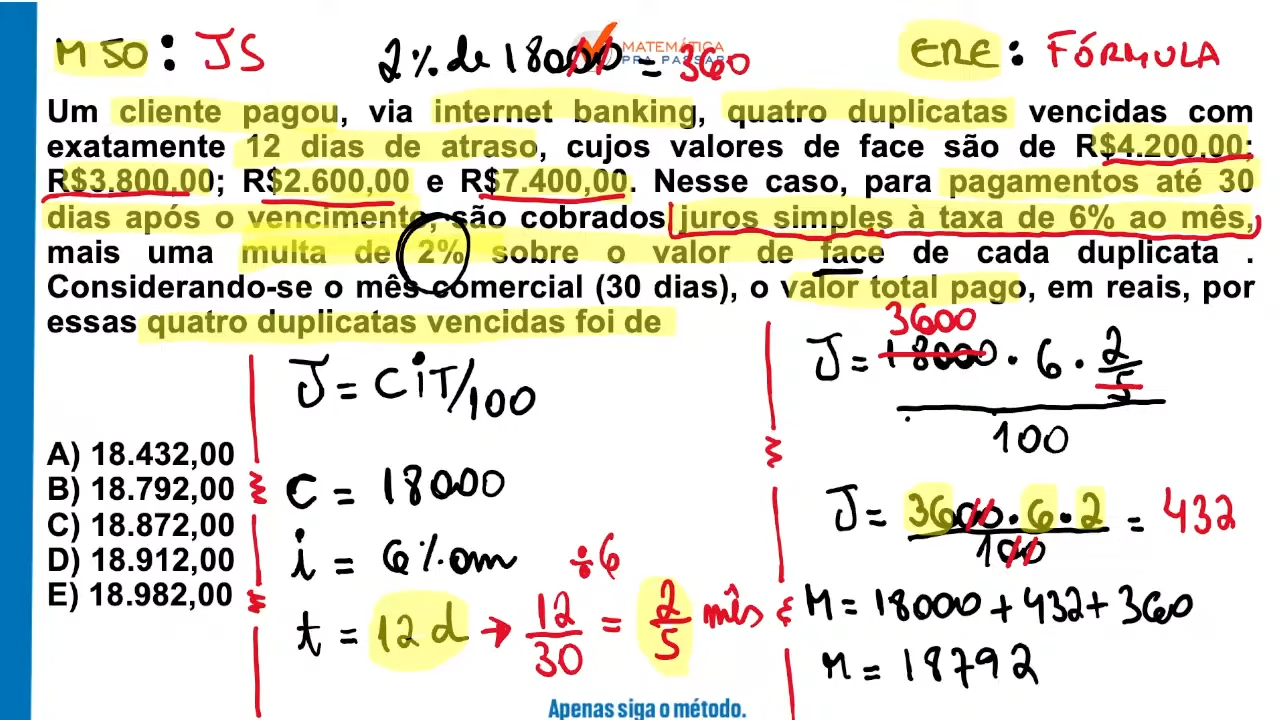 M50 : JS
2% de 18000 = 360
MATEMÁTICA
PRA PASSAR
ERE : FÓRMULA
Um cliente pagou, via internet banking, quatro duplicatas vencidas com
exatamente 12 dias de atraso, cujos valores de face são de R$4.200,00;
R$3.800,00; R$2.600,00 e R$7.400,00. Nesse caso, para pagamentos até 30
dias após o vencimento, são cobrados juros simples à taxa de 6% ao mês,
mais uma multa de 2% sobre o valor de face de cada duplicata .
Considerando-se o mês comercial (30 dias), o valor total pago, em reais, por
essas quatro duplicatas vencidas foi de
A) 18.432,00
B) 18.792,00
C) 18.872,00
D) 18.912,00
E) 18.982,00
J = CiT/100
C = 18000
i = 6% am
÷6
t = 12 d → 12/30 = 2/5 mês
3600
J = 18000 · 6 · 2/5
100
J = 3600 · 6 · 2 / 100 = 432
M = 18000 + 432 + 360
M = 18792
Apenas siga o método.